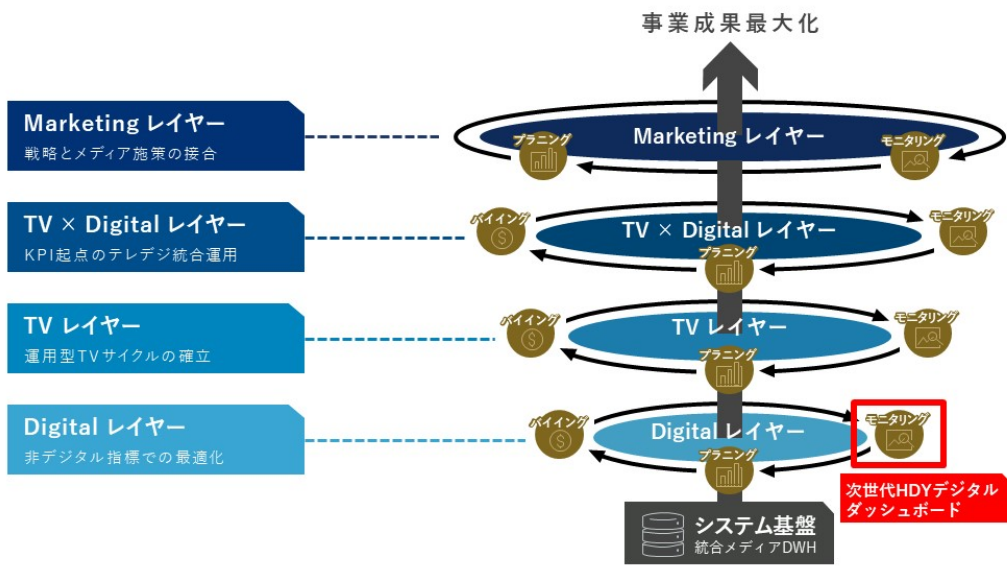 事業成果最大化
Marketing レイヤー
戦略とメディア施策の接合
Marketing レイヤー
プラニング
モニタリング
TV × Digital レイヤー
KPI起点のテレデジ統合運用
バイイング
TV × Digital レイヤー
モニタリング
プラニング
TV レイヤー
運用型TVサイクルの確立
バイイング
TV レイヤー
モニタリング
プラニング
Digital レイヤー
非デジタル指標での最適化
バイイング
Digital レイヤー
モニタリング
プラニング
次世代HDYデジタル
ダッシュボード
システム基盤
統合メディアDWH